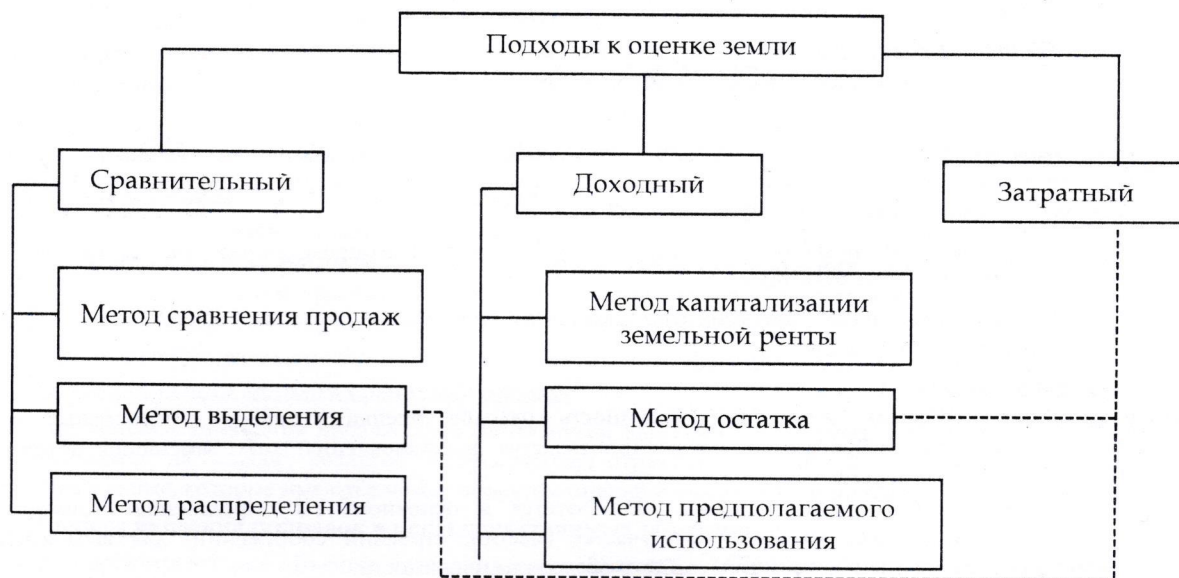 Подходы к оценке земли
Сравнительный
Доходный
Затратный
Метод сравнения продаж
Метод капитализации
земельной ренты
Метод выделения
Метод остатка
Метод распределения
Метод предполагаемого
использования